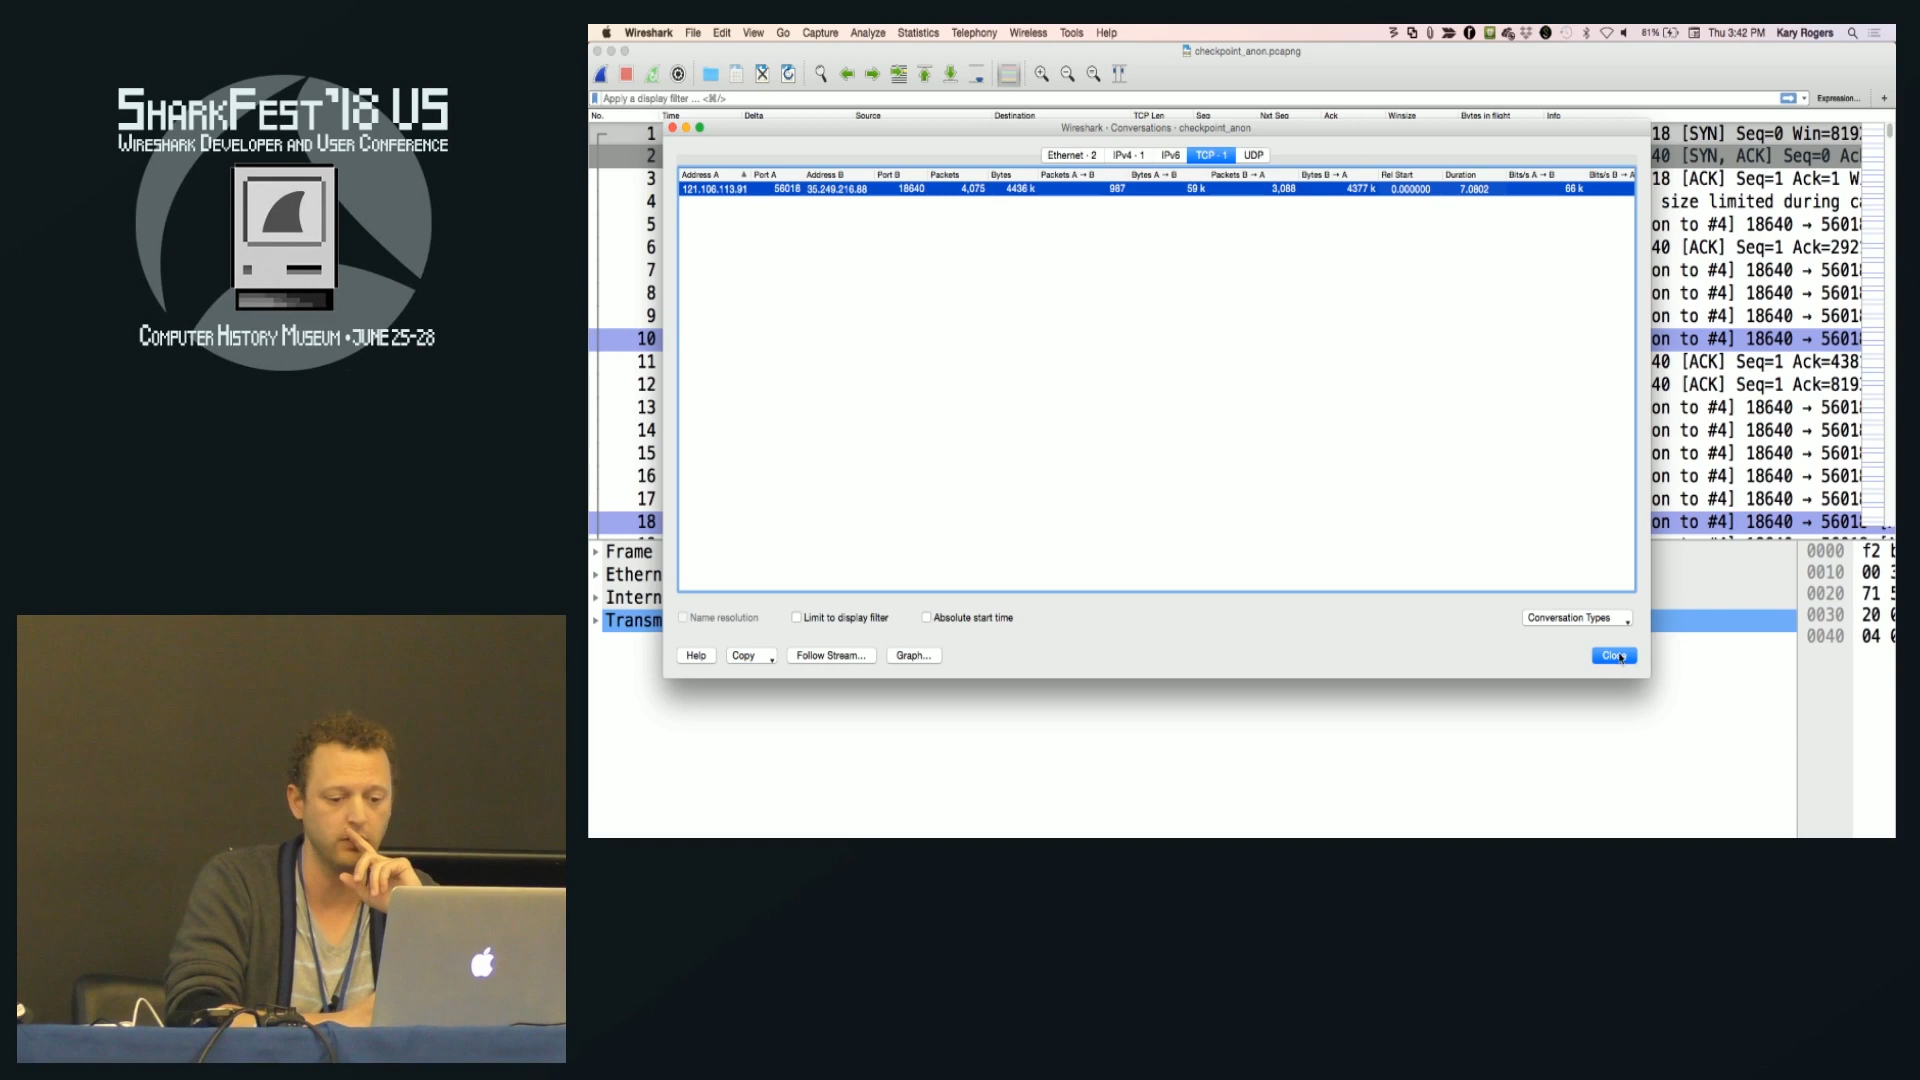 SHARKFEST '18 US
WIRESHARK DEVELOPER AND USER CONFERENCE
COMPUTER HISTORY MUSEUM • JUNE 25-28
Wireshark File Edit View Go Capture Analyze Statistics Telephony Wireless Tools Help
81% Thu 3:42 PM Kary Rogers
checkpoint_anon.pcapng
Apply a display filter ... <⌘/>
Expression... +
No. Time Delta Source Destination TCP Len Seq Nxt Seq Ack Winsize Bytes in flight Info
Wireshark · Conversations · checkpoint_anon
Ethernet · 2 IPv4 · 1 IPv6 TCP · 1 UDP
Address A Port A Address B Port B Packets Bytes Packets A → B Bytes A → B Packets B → A Bytes B → A Rel Start Duration Bits/s A → B Bits/s B → A
121.106.113.91 56018 35.249.216.88 18640 4,075 4436 k 987 59 k 3,088 4377 k 0.000000 7.0802 66 k
1 18 [SYN] Seq=0 Win=819
2 40 [SYN, ACK] Seq=0 Ac
3 18 [ACK] Seq=1 Ack=1 W
4 size limited during c
5 on to #4] 18640 → 5601
6 40 [ACK] Seq=1 Ack=292
7 on to #4] 18640 → 5601
8 on to #4] 18640 → 5601
9 on to #4] 18640 → 5601
10 on to #4] 18640 → 5601
11 40 [ACK] Seq=1 Ack=438
12 40 [ACK] Seq=1 Ack=819
13 on to #4] 18640 → 5601
14 on to #4] 18640 → 5601
15 on to #4] 18640 → 5601
16 on to #4] 18640 → 5601
17 on to #4] 18640 → 5601
18 on to #4] 18640 → 5601
Frame
Ethern
Intern
Transm
0000 f2
0010 00
0020 71
0030 20
0040 04
Name resolution Limit to display filter Absolute start time Conversation Types
Help Copy Follow Stream... Graph... Close